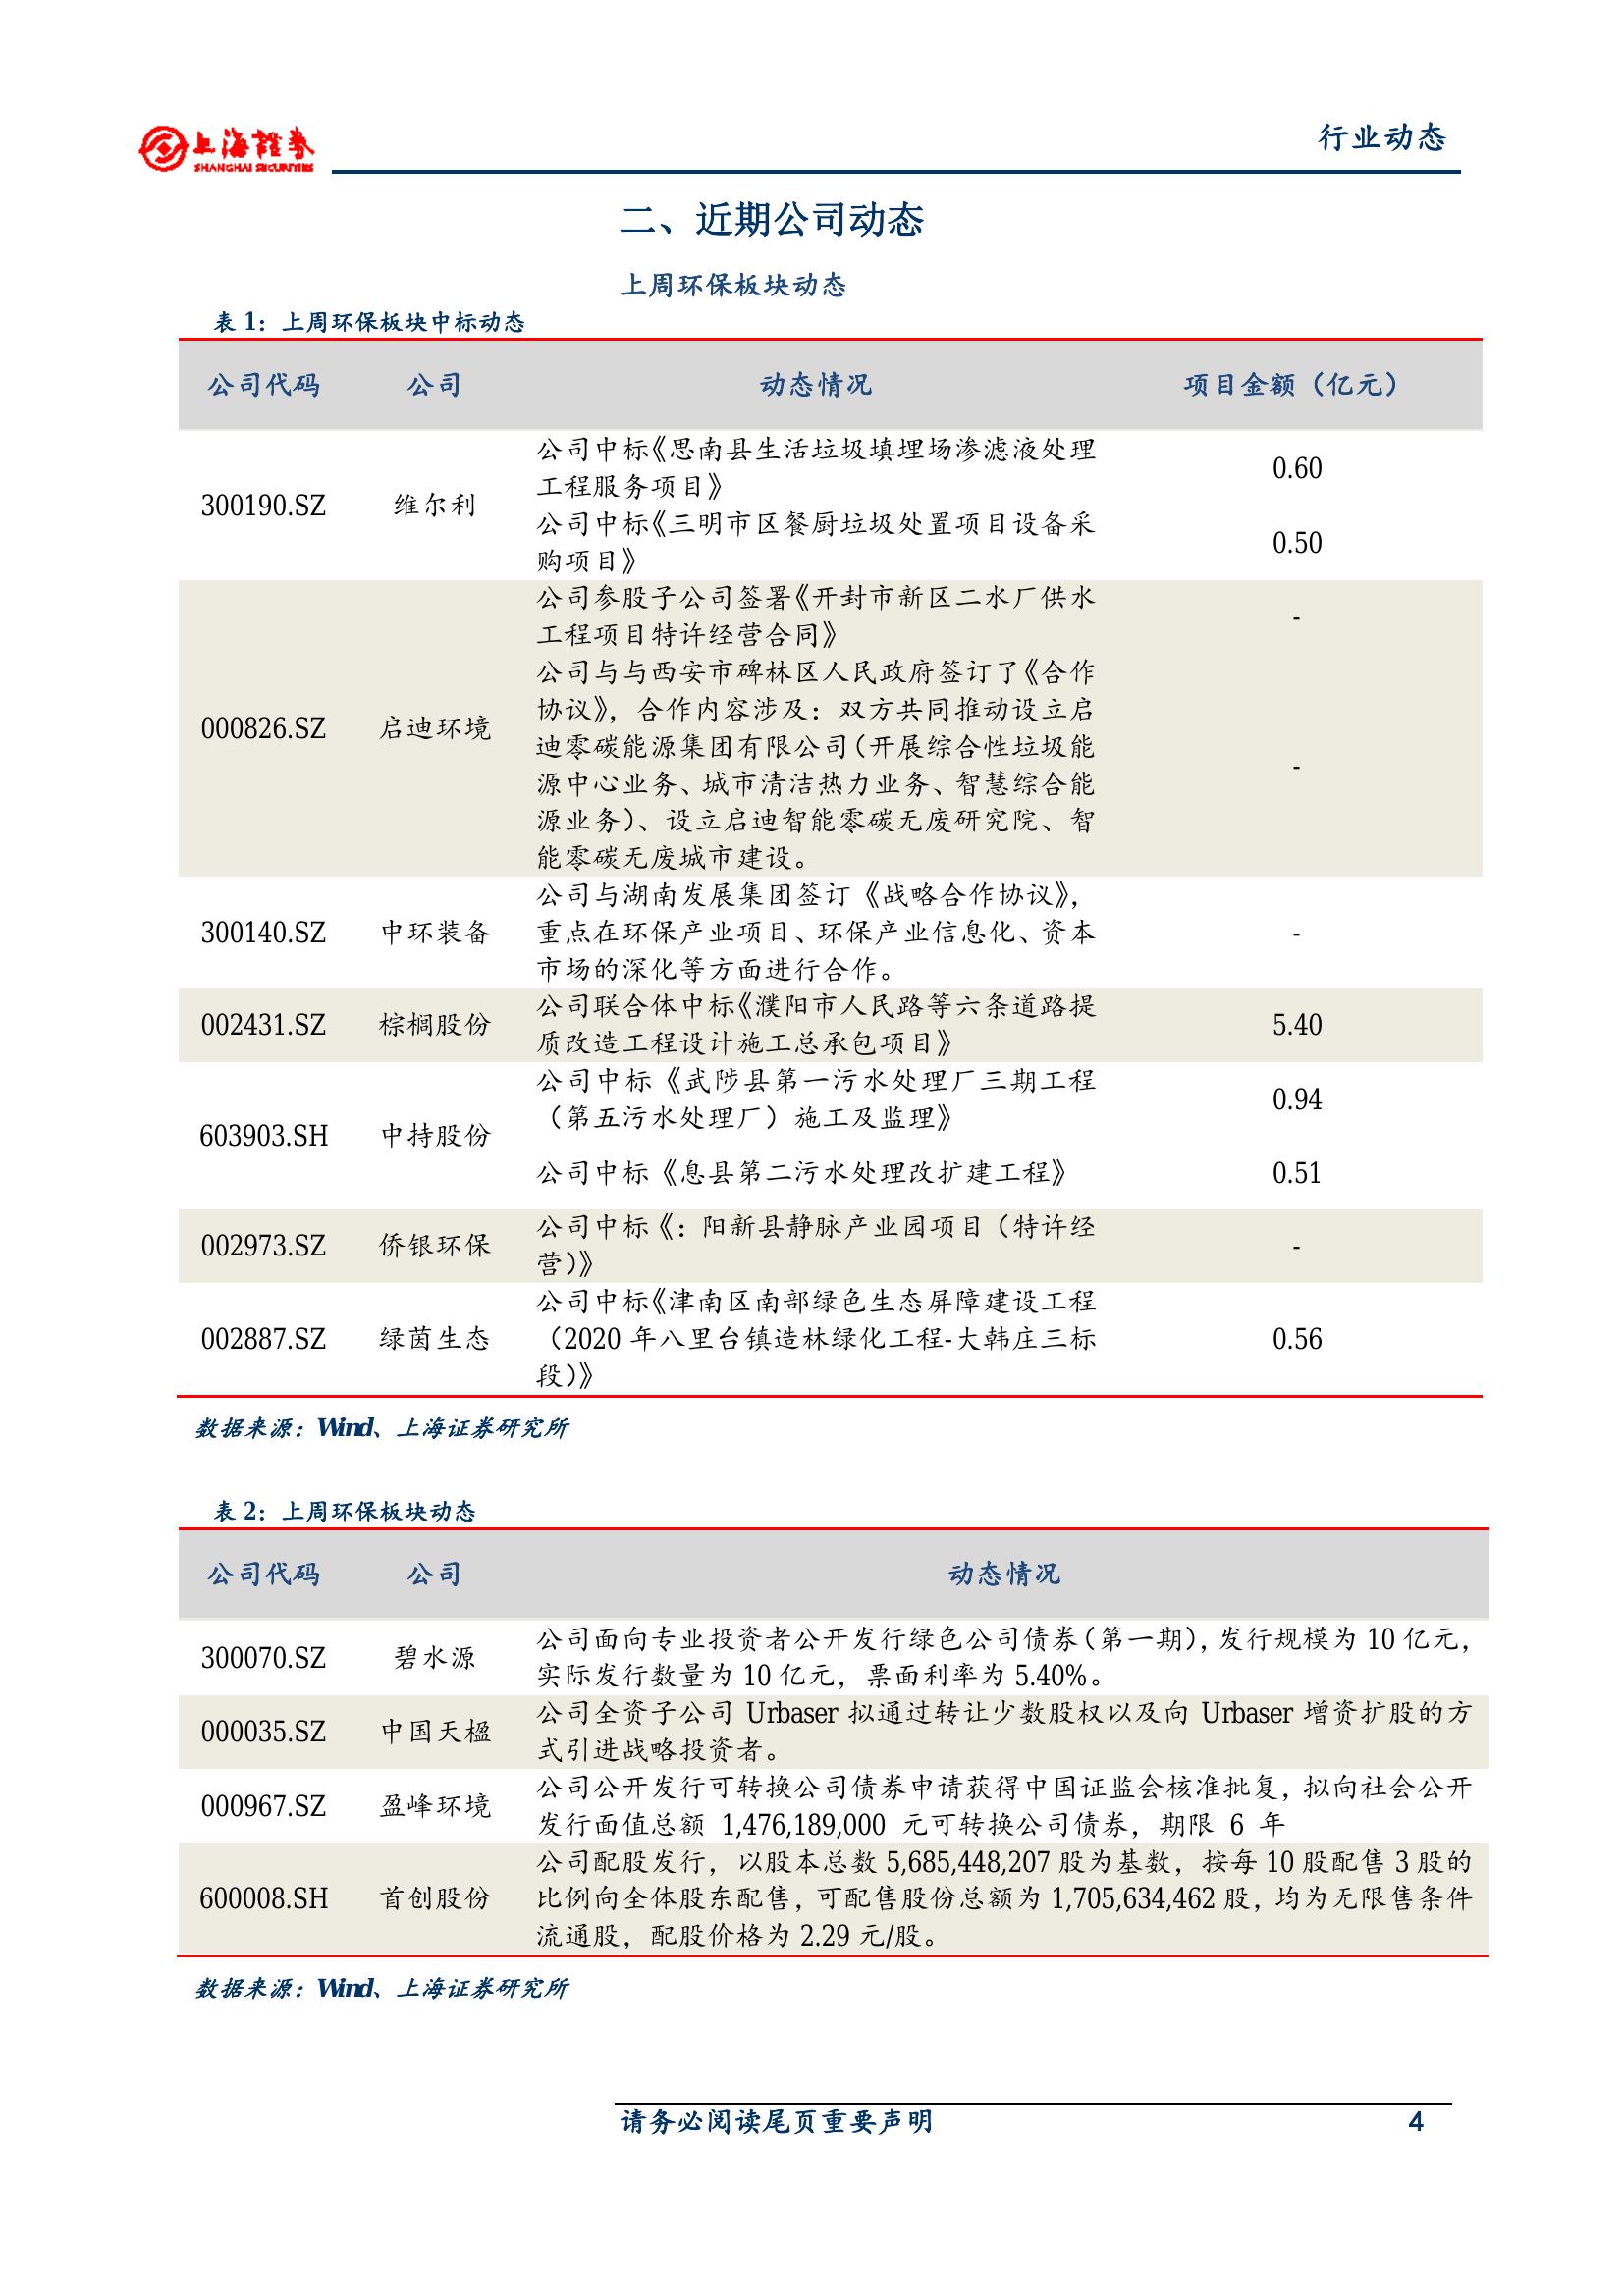 上海證券
SHANGHAI SECURITIES
行业动态
二、近期公司动态
上周环保板块动态
表 1：上周环保板块中标动态
公司代码 公司 动态情况 项目金额（亿元）
300190.SZ 维尔利
公司中标《思南县生活垃圾填埋场渗滤液处理
工程服务项目》
0.60
公司中标《三明市区餐厨垃圾处置项目设备采
购项目》
0.50
000826.SZ 启迪环境
公司参股子公司签署《开封市新区二水厂供水
工程项目特许经营合同》
-
公司与与西安市碑林区人民政府签订了《合作
协议》，合作内容涉及：双方共同推动设立启
迪零碳能源集团有限公司（开展综合性垃圾能
源中心业务、城市清洁热力业务、智慧综合能
源业务）、设立启迪智能零碳无废研究院、智
能零碳无废城市建设。
-
300140.SZ 中环装备
公司与湖南发展集团签订《战略合作协议》，
重点在环保产业项目、环保产业信息化、资本
市场的深化等方面进行合作。
-
002431.SZ 棕榈股份
公司联合体中标《濮阳市人民路等六条道路提
质改造工程设计施工总承包项目》
5.40
603903.SH 中持股份
公司中标《武陟县第一污水处理厂三期工程
（第五污水处理厂）施工及监理》
0.94
公司中标《息县第二污水处理改扩建工程》
0.51
002973.SZ 侨银环保
公司中标《：阳新县静脉产业园项目（特许经
营）》
-
002887.SZ 绿茵生态
公司中标《津南区南部绿色生态屏障建设工程
（2020 年八里台镇造林绿化工程-大韩庄三标
段）》
0.56
数据来源：Wind、上海证券研究所
表 2：上周环保板块动态
公司代码 公司 动态情况
300070.SZ 碧水源
公司面向专业投资者公开发行绿色公司债券（第一期），发行规模为 10 亿元，
实际发行数量为 10 亿元，票面利率为 5.40%。
000035.SZ 中国天楹
公司全资子公司 Urbaser 拟通过转让少数股权以及向 Urbaser 增资扩股的方
式引进战略投资者。
000967.SZ 盈峰环境
公司公开发行可转换公司债券申请获得中国证监会核准批复，拟向社会公开
发行面值总额 1,476,189,000 元可转换公司债券，期限 6 年
600008.SH 首创股份
公司配股发行，以股本总数 5,685,448,207 股为基数，按每 10 股配售 3 股的
比例向全体股东配售，可配售股份总额为 1,705,634,462 股，均为无限售条件
流通股，配股价格为 2.29 元/股。
数据来源：Wind、上海证券研究所
请务必阅读尾页重要声明 4